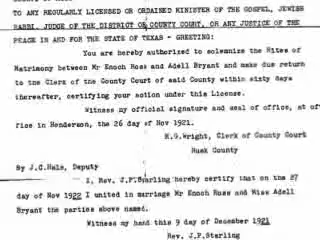 TO ANY REGULARLY LICENSED OR ORDAINED MINISTER OF THE GOSPEL, JEWISH
RABBI, JUDGE OF THE DISTRICT OR COUNTY COURT, OR ANY JUSTICE OF THE
PEACE IN AND FOR THE STATE OF TEXAS - GREETING:
You are hereby authorized to solemnize the Rites of
Matrimony between Mr Enoch Ross and Adell Bryant and make due return
to the Clerk of the County Court of said County within sixty days
thereafter, certifying your action under this License.
Witness my official signature and seal of office, at of
fice in Henderson, the 26 day of Nov 1921.
H.G.Wright, Clerk of County Court
Rusk County
By J.C.Hale, Deputy
I, Rev. J.P.Starling hereby certify that on the 27
day of Nov 1922 I united in marriage Mr Enoch Ross and Miss Adell
Bryant the parties above named.
Witness my hand this 9 day of December 1921
Rev. J.P.Starling